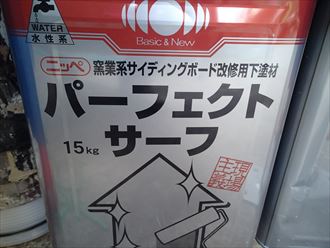 WATER
水性系
Basic & New
ニッペ 窯業系サイディングボード改修用下塗材
パーフェクト
サーフ
15kg